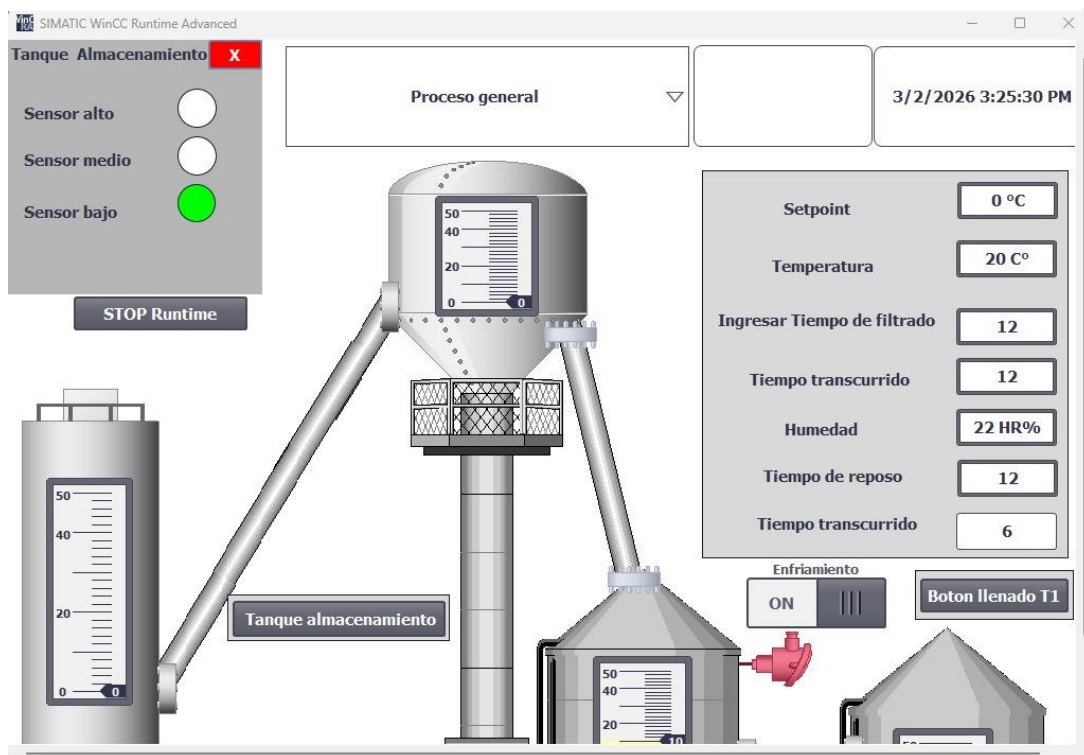 SIMATIC WinCC Runtime Advanced
Tanque Almacenamiento X
Sensor alto
Sensor medio
Sensor bajo
STOP Runtime
Proceso general
3/2/2026 3:25:30 PM
50
40
20
0 0
Setpoint 0 °C
Temperatura 20 C°
Ingresar Tiempo de filtrado 12
Tiempo transcurrido 12
Humedad 22 HR%
Tiempo de reposo 12
Tiempo transcurrido 6
Enfriamiento
ON
Boton llenado T1
50
40
20
0 0
Tanque almacenamiento
50
40
20
10